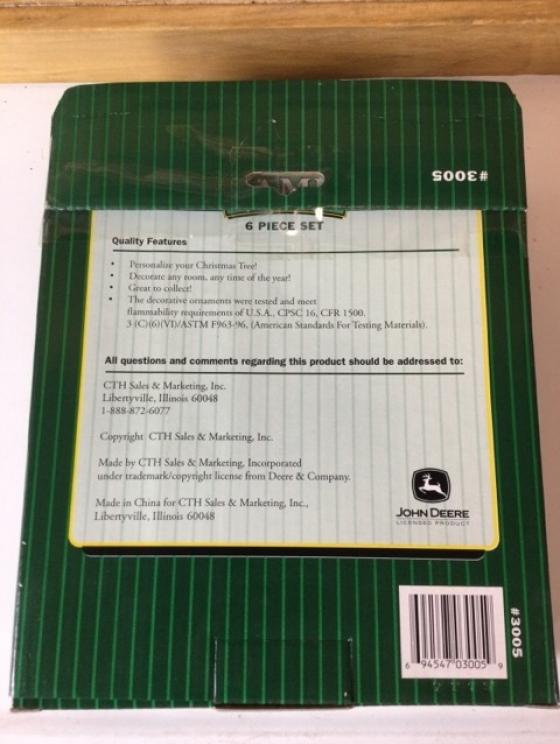 #3005
6 PIECE SET
Quality Features
• Personalize your Christmas Tree!
• Decorate any room, any time of the year!
• Great to collect!
• The decorative ornaments were tested and meet
flammability requirements of U.S.A., CPSC 16, CFR 1500.
3 (C)(6)(VI)/ASTM F963-96, (American Standards For Testing Materials).
All questions and comments regarding this product should be addressed to:
CTH Sales & Marketing, Inc.
Libertyville, Illinois 60048
1-888-872-6077
Copyright CTH Sales & Marketing, Inc.
Made by CTH Sales & Marketing, Incorporated
under trademark/copyright license from Deere & Company.
Made in China for CTH Sales & Marketing, Inc.,
Libertyville, Illinois 60048
JOHN DEERE
LICENSED PRODUCT
#3005
6 94547 03005 9